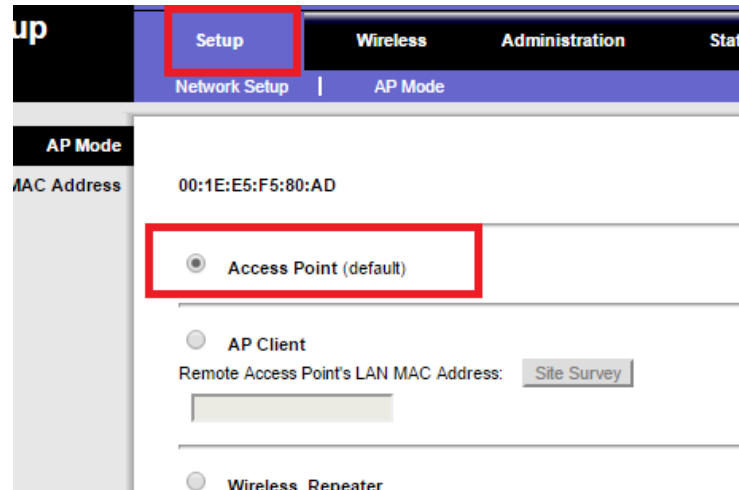 up
Setup Wireless Administration Stat
Network Setup | AP Mode
AP Mode
MAC Address 00:1E:E5:F5:80:AD
Access Point (default)
AP Client
Remote Access Point's LAN MAC Address: Site Survey
Wireless Repeater